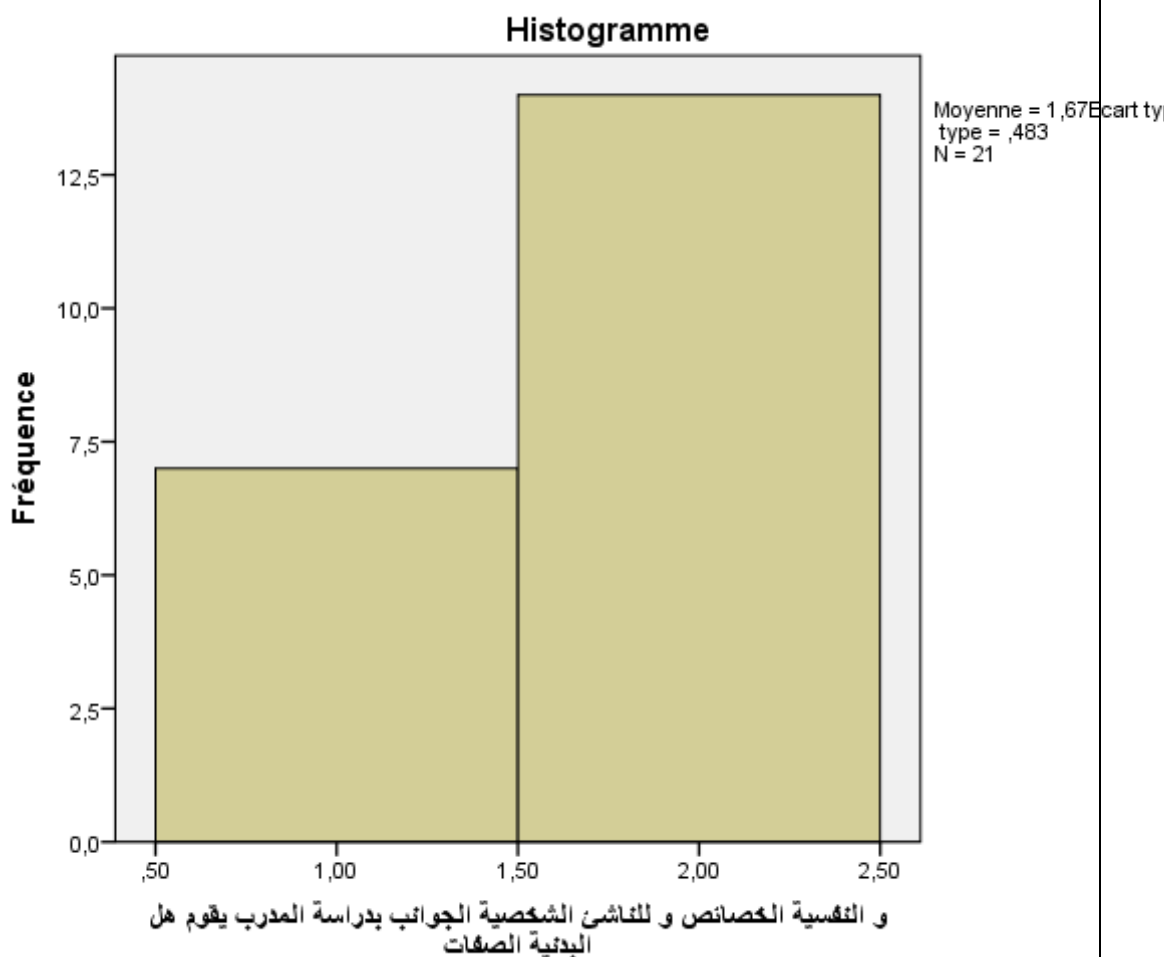 Histogramme
Moyenne = 1,67Ecart typ
type = ,483
N = 21
Fréquence
12,5
10,0
7,5
5,0
2,5
0,0
,50
1,00
1,50
2,00
2,50
و النفسية الخصائص و للناشئ الشخصية الجوانب بدراسة المدرب يقوم هل
البدنية الصفات